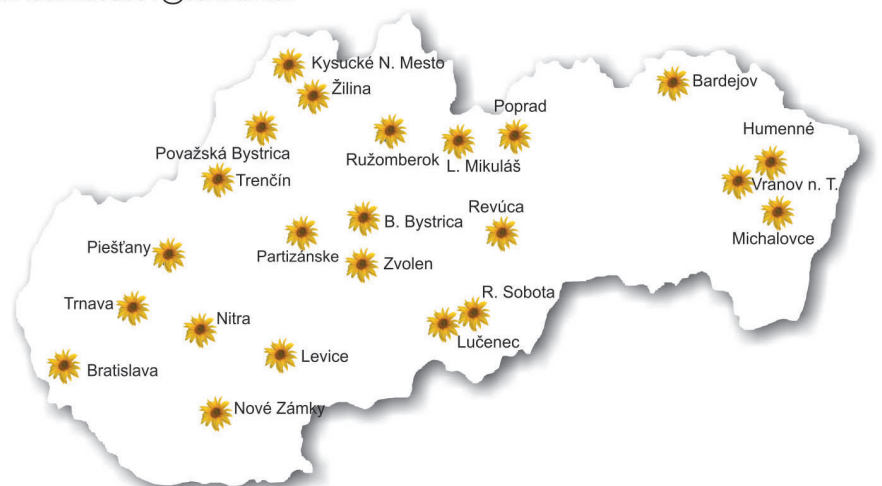 Kysucké N. Mesto
Žilina
Bardejov
Poprad
Humenné
Považská Bystrica
Ružomberok
L. Mikuláš
Trenčín
Vranov n. T.
Revúca
B. Bystrica
Michalovce
Piešťany
Partizánske
Zvolen
R. Sobota
Trnava
Nitra
Lučenec
Levice
Bratislava
Nové Zámky